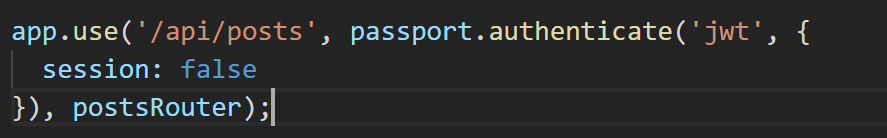 app.use('/api/posts', passport.authenticate('jwt', {
  session: false
}), postsRouter);